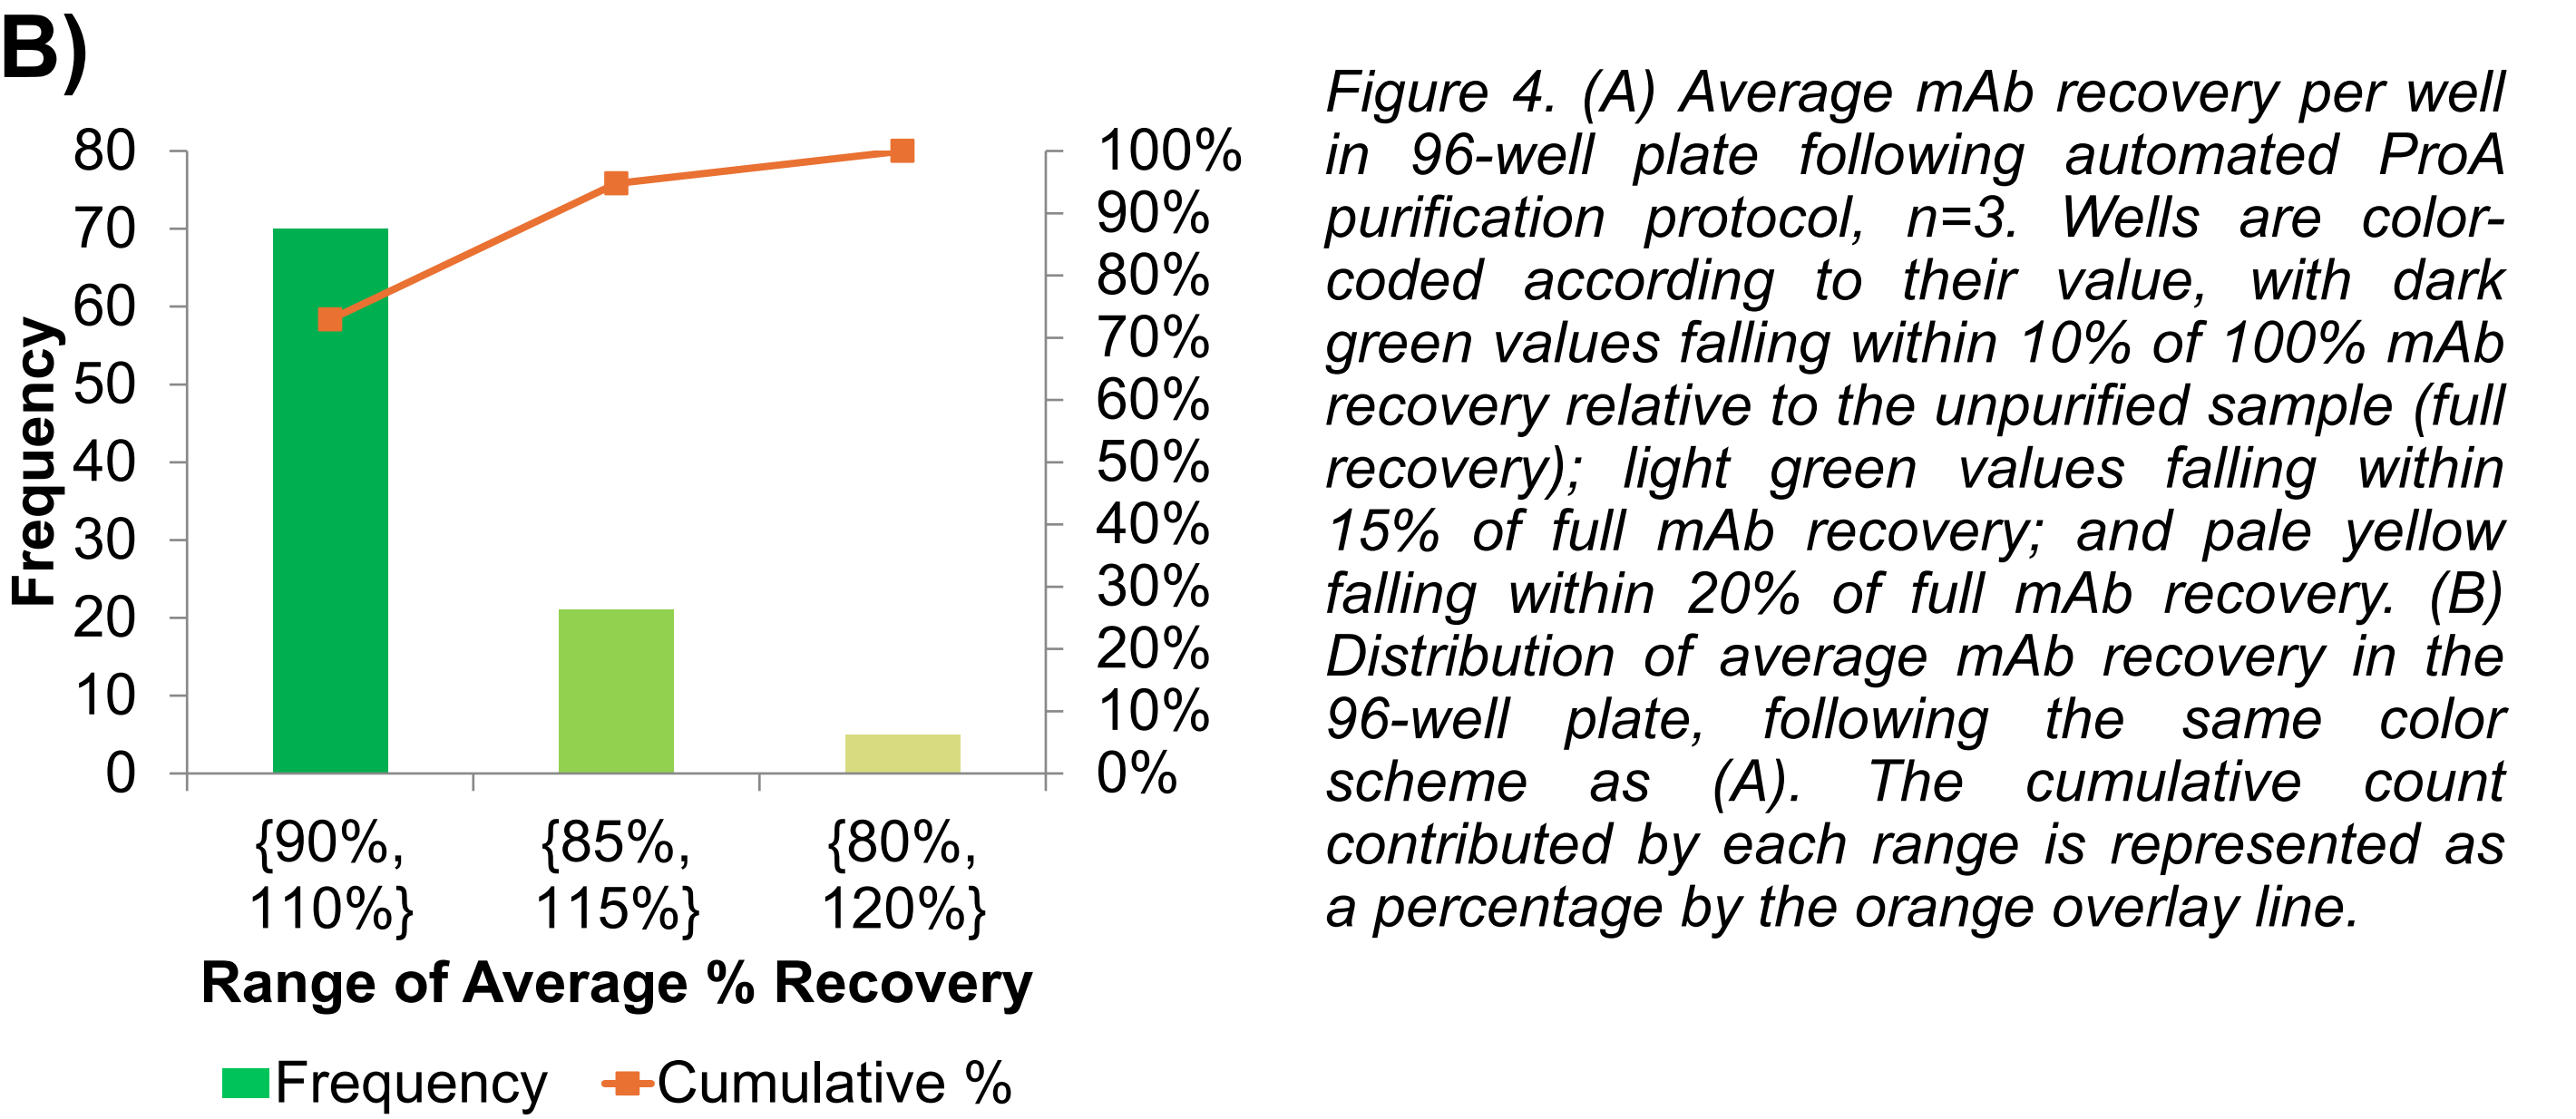 B)
80
70
60
50
40
30
20
10
0
Frequency
100%
90%
80%
70%
60%
50%
40%
30%
20%
10%
0%
{90%,
110%}
{85%,
115%}
{80%,
120%}
Range of Average % Recovery
Frequency
Cumulative %
Figure 4. (A) Average mAb recovery per well
in 96-well plate following automated ProA
purification protocol, n=3. Wells are color-
coded according to their value, with dark
green values falling within 10% of 100% mAb
recovery relative to the unpurified sample (full
recovery); light green values falling within
15% of full mAb recovery; and pale yellow
falling within 20% of full mAb recovery. (B)
Distribution of average mAb recovery in the
96-well plate, following the same color
scheme as (A). The cumulative count
contributed by each range is represented as
a percentage by the orange overlay line.